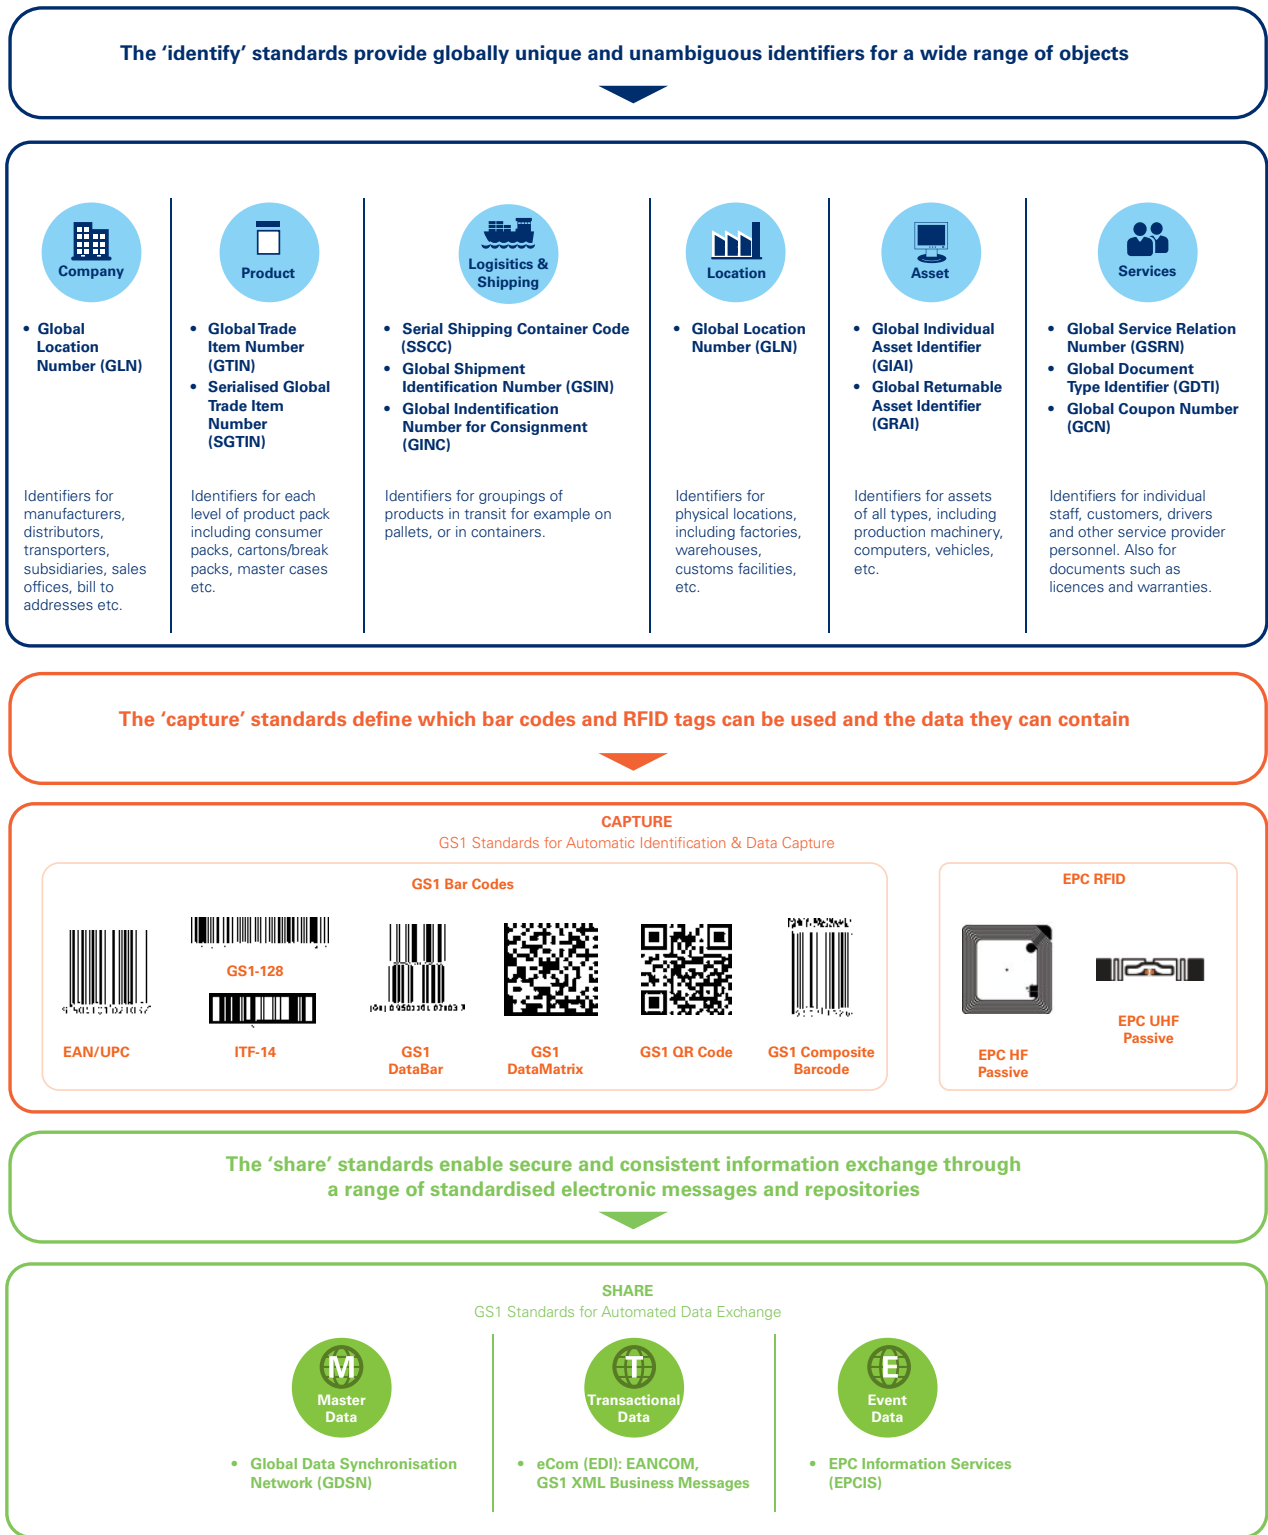 The ‘identify’ standards provide globally unique and unambiguous identifiers for a wide range of objects
Company
• Global
Location
Number (GLN)
Identifiers for
manufacturers,
distributors,
transporters,
subsidiaries, sales
offices, bill to
addresses etc.
Product
• Global Trade
Item Number
(GTIN)
• Serialised Global
Trade Item
Number
(SGTIN)
Identifiers for each
level of product pack
including consumer
packs, cartons/break
packs, master cases
etc.
Logisitics &
Shipping
• Serial Shipping Container Code
(SSCC)
• Global Shipment
Identification Number (GSIN)
• Global Indentification
Number for Consignment
(GINC)
Identifiers for groupings of
products in transit for example on
pallets, or in containers.
Location
• Global Location
Number (GLN)
Identifiers for
physical locations,
including factories,
warehouses,
customs facilities,
etc.
Asset
• Global Individual
Asset Identifier
(GIAI)
• Global Returnable
Asset Identifier
(GRAI)
Identifiers for assets
of all types, including
production machinery,
computers, vehicles,
etc.
Services
• Global Service Relation
Number (GSRN)
• Global Document
Type Identifier (GDTI)
• Global Coupon Number
(GCN)
Identifiers for individual
staff, customers, drivers
and other service provider
personnel. Also for
documents such as
licences and warranties.
The ‘capture’ standards define which bar codes and RFID tags can be used and the data they can contain
CAPTURE
GS1 Standards for Automatic Identification & Data Capture
GS1 Bar Codes
EAN/UPC
GS1-128
ITF-14
GS1
DataBar
GS1
DataMatrix
GS1 QR Code
GS1 Composite
Barcode
EPC RFID
EPC HF
Passive
EPC UHF
Passive
The ‘share’ standards enable secure and consistent information exchange through
a range of standardised electronic messages and repositories
SHARE
GS1 Standards for Automated Data Exchange
M
Master
Data
• Global Data Synchronisation
Network (GDSN)
T
Transactional
Data
• eCom (EDI): EANCOM,
GS1 XML Business Messages
E
Event
Data
• EPC Information Services
(EPCIS)